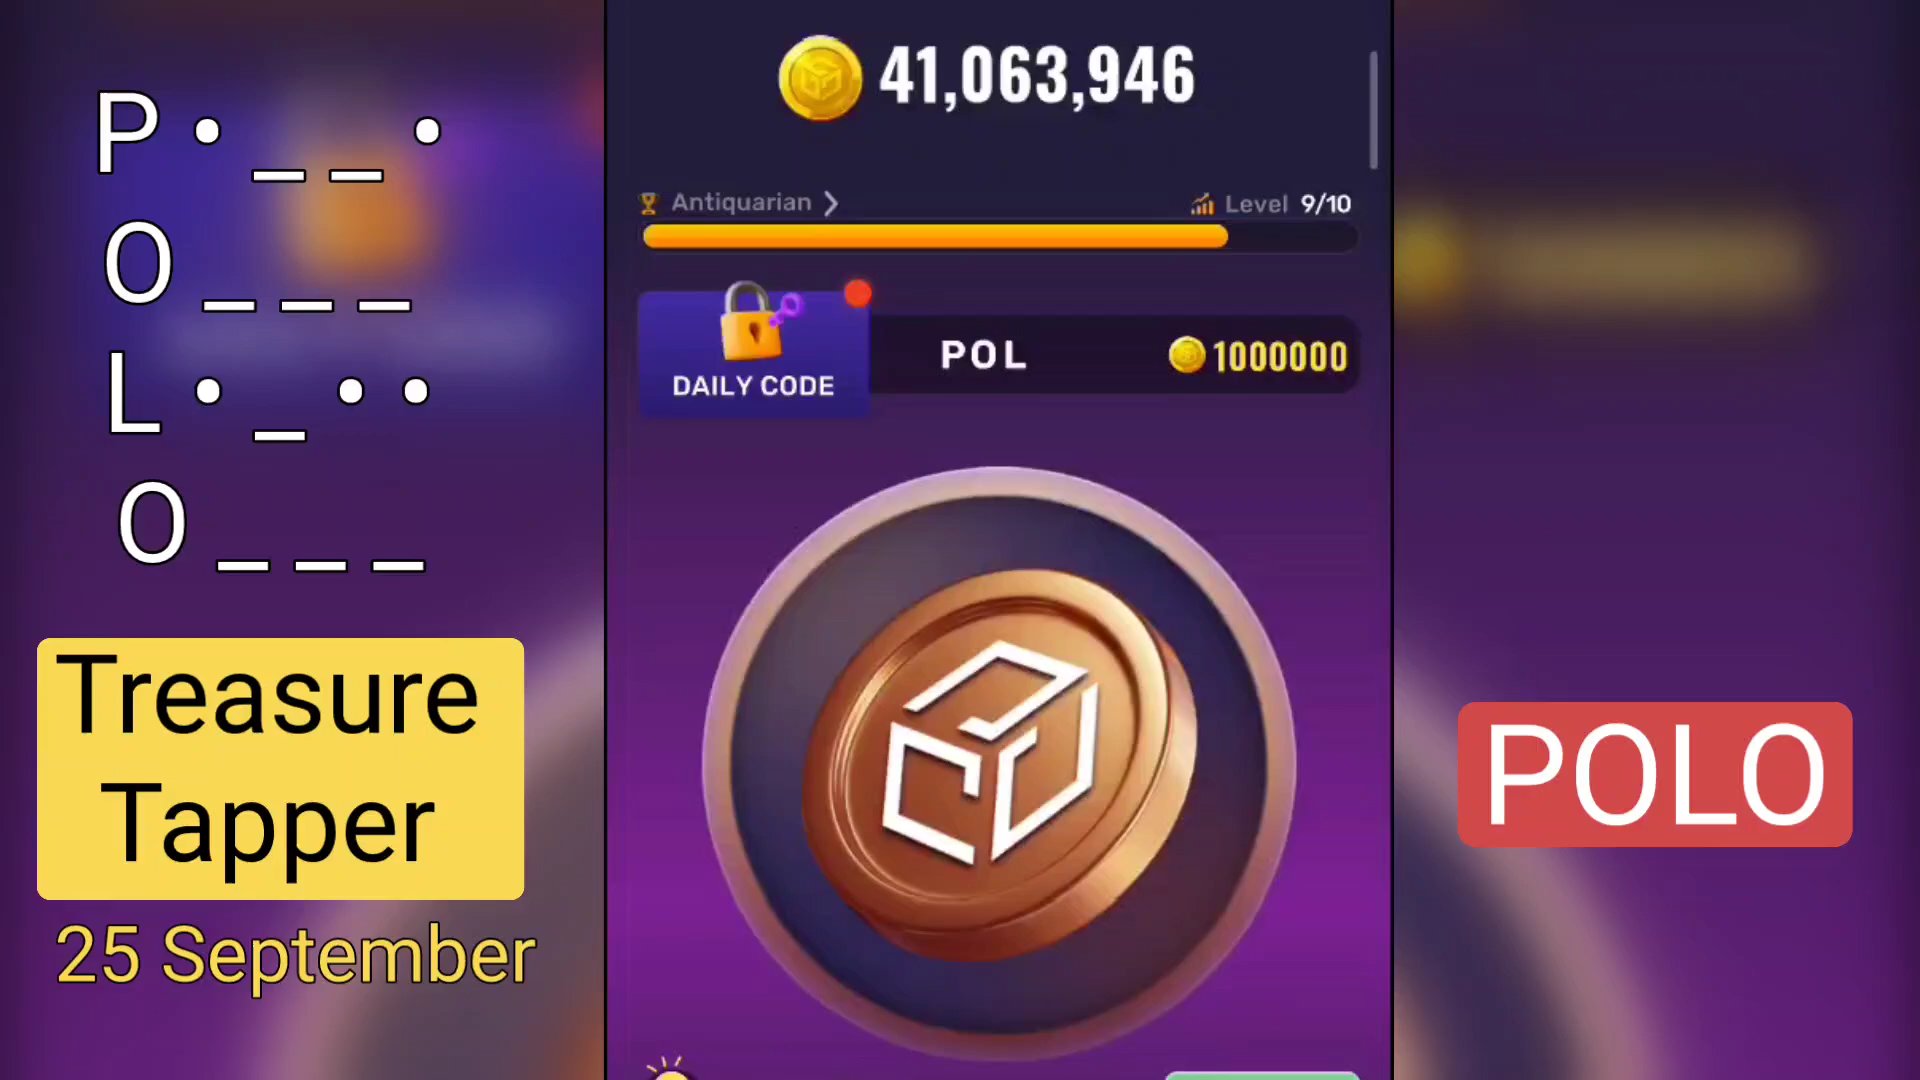 P • _ _ •
O _ _ _
L • _ • •
O _ _ _
Treasure
Tapper
25 September
41,063,946
Antiquarian >
Level 9/10
DAILY CODE
POL
1000000
POLO